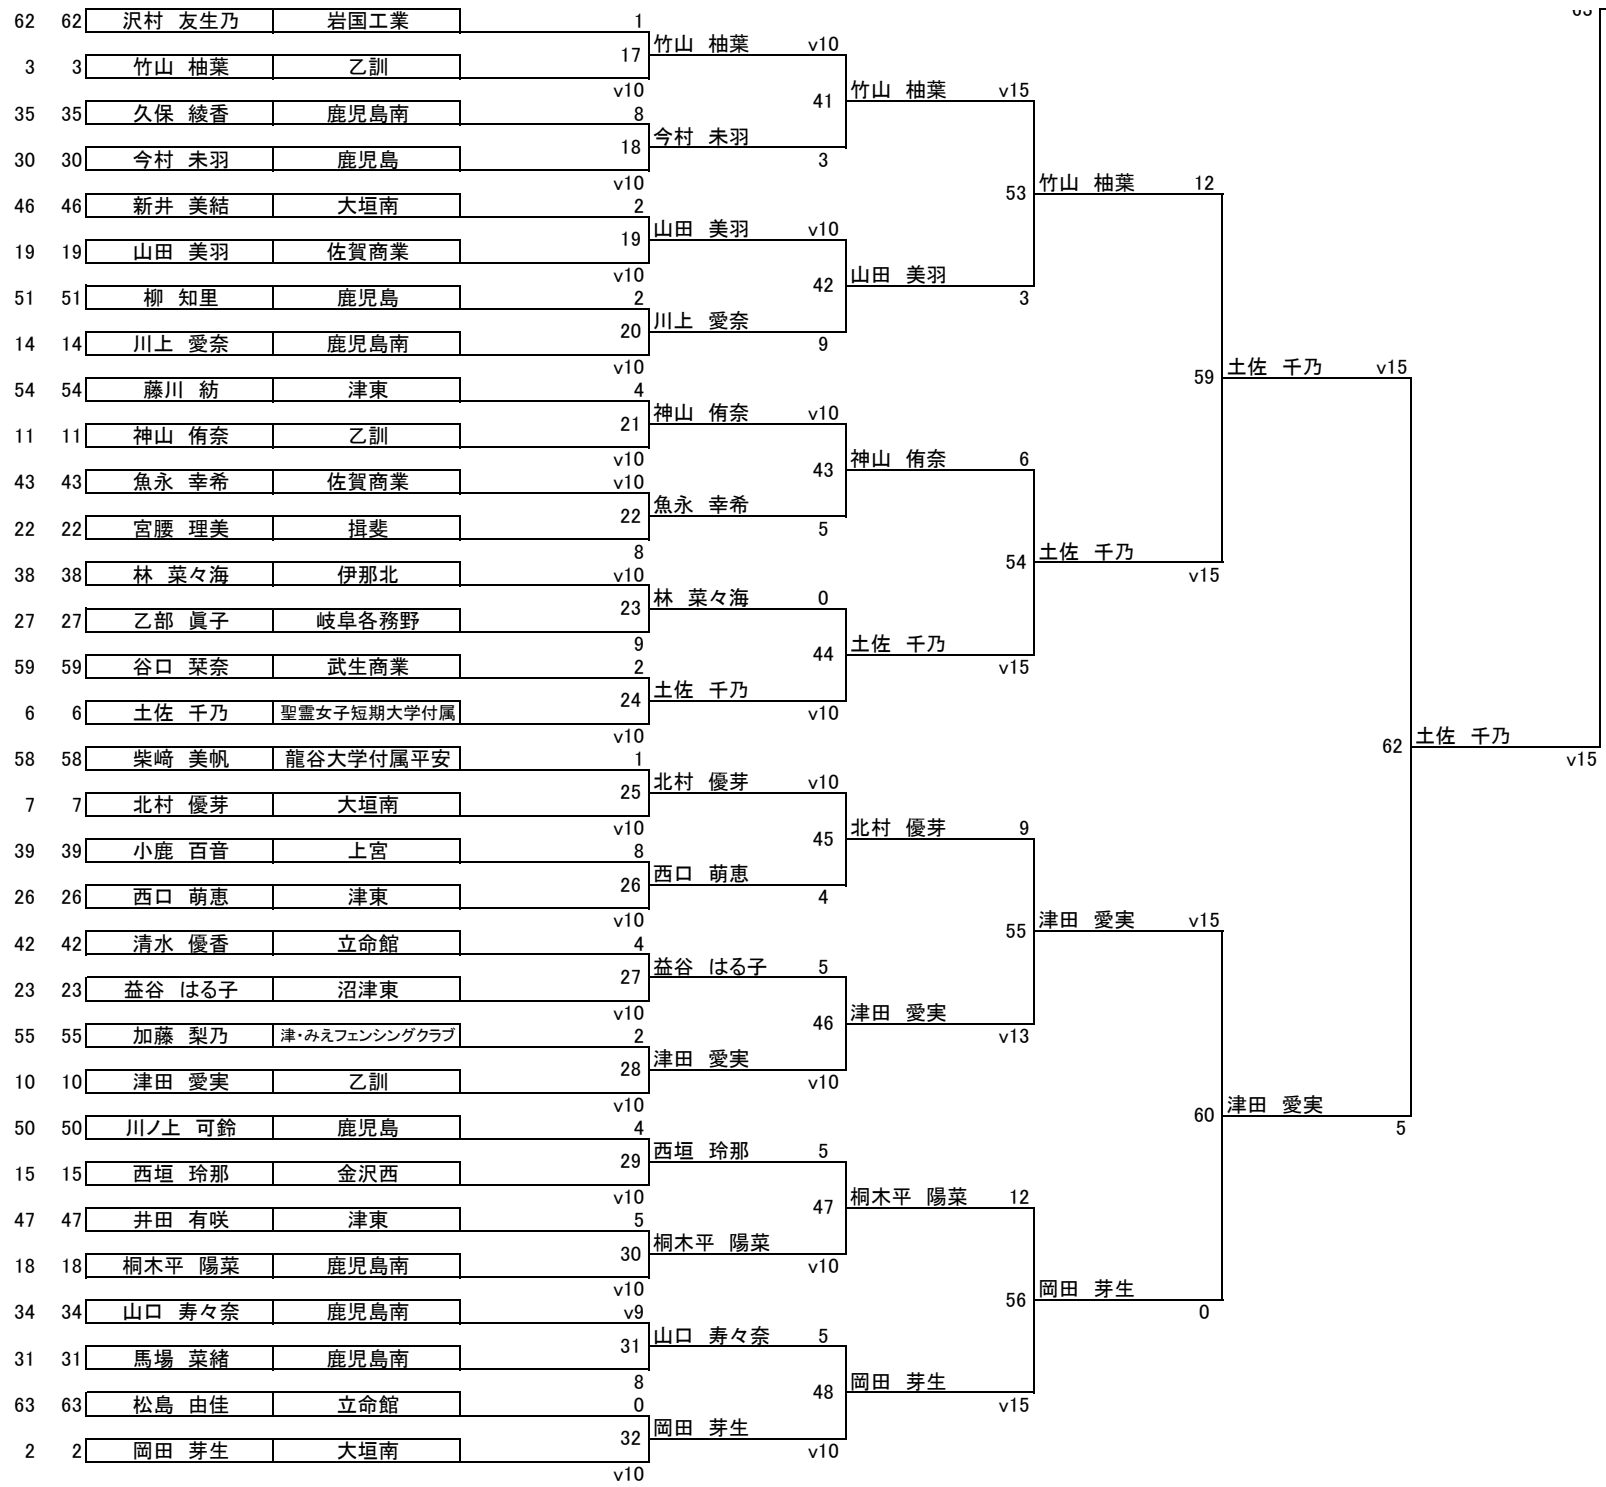 62 62 沢村 友生乃 岩国工業 1
竹山 柚葉 v10
17
3 3 竹山 柚葉 乙訓
v10
41 竹山 柚葉 v15
35 35 久保 綾香 鹿児島南 8
今村 未羽
18
3
30 30 今村 未羽 鹿児島
v10
53 竹山 柚葉 12
46 46 新井 美結 大垣南 2
山田 美羽 v10
19
19 19 山田 美羽 佐賀商業
v10
42 山田 美羽
3
51 51 柳 知里 鹿児島 2
川上 愛奈
20
9
14 14 川上 愛奈 鹿児島南
v10
59 土佐 千乃 v15
54 54 藤川 紡 津東 4
神山 侑奈 v10
21
11 11 神山 侑奈 乙訓
v10
43 神山 侑奈 6
43 43 魚永 幸希 佐賀商業 v10
魚永 幸希
22
5
22 22 宮腰 理美 揖斐
8
54 土佐 千乃
v15
38 38 林 菜々海 伊那北 v10
林 菜々海 0
23
27 27 乙部 眞子 岐阜各務野
9
44 土佐 千乃
v15
59 59 谷口 栞奈 武生商業 2
土佐 千乃
24
v10
6 6 土佐 千乃 聖霊女子短期大学付属
v10
62 土佐 千乃
v15
58 58 柴﨑 美帆 龍谷大学付属平安 1
北村 優芽 v10
25
7 7 北村 優芽 大垣南
v10
45 北村 優芽 9
39 39 小鹿 百音 上宮 8
西口 萌恵
26
4
26 26 西口 萌恵 津東
v10
55 津田 愛実 v15
42 42 清水 優香 立命館 4
益谷 はる子 5
27
23 23 益谷 はる子 沼津東
v10
46 津田 愛実
v13
55 55 加藤 梨乃 津・みえフェンシングクラブ 2
津田 愛実
28
v10
10 10 津田 愛実 乙訓
v10
60 津田 愛実
5
50 50 川ノ上 可鈴 鹿児島 4
西垣 玲那 5
29
15 15 西垣 玲那 金沢西
v10
47 桐木平 陽菜 12
47 47 井田 有咲 津東 5
桐木平 陽菜
30
v10
18 18 桐木平 陽菜 鹿児島南
v10
56 岡田 芽生
0
34 34 山口 寿々奈 鹿児島南 v9
山口 寿々奈 5
31
31 31 馬場 菜緒 鹿児島南
8
48 岡田 芽生
v15
63 63 松島 由佳 立命館 0
岡田 芽生
32
v10
2 2 岡田 芽生 大垣南
v10